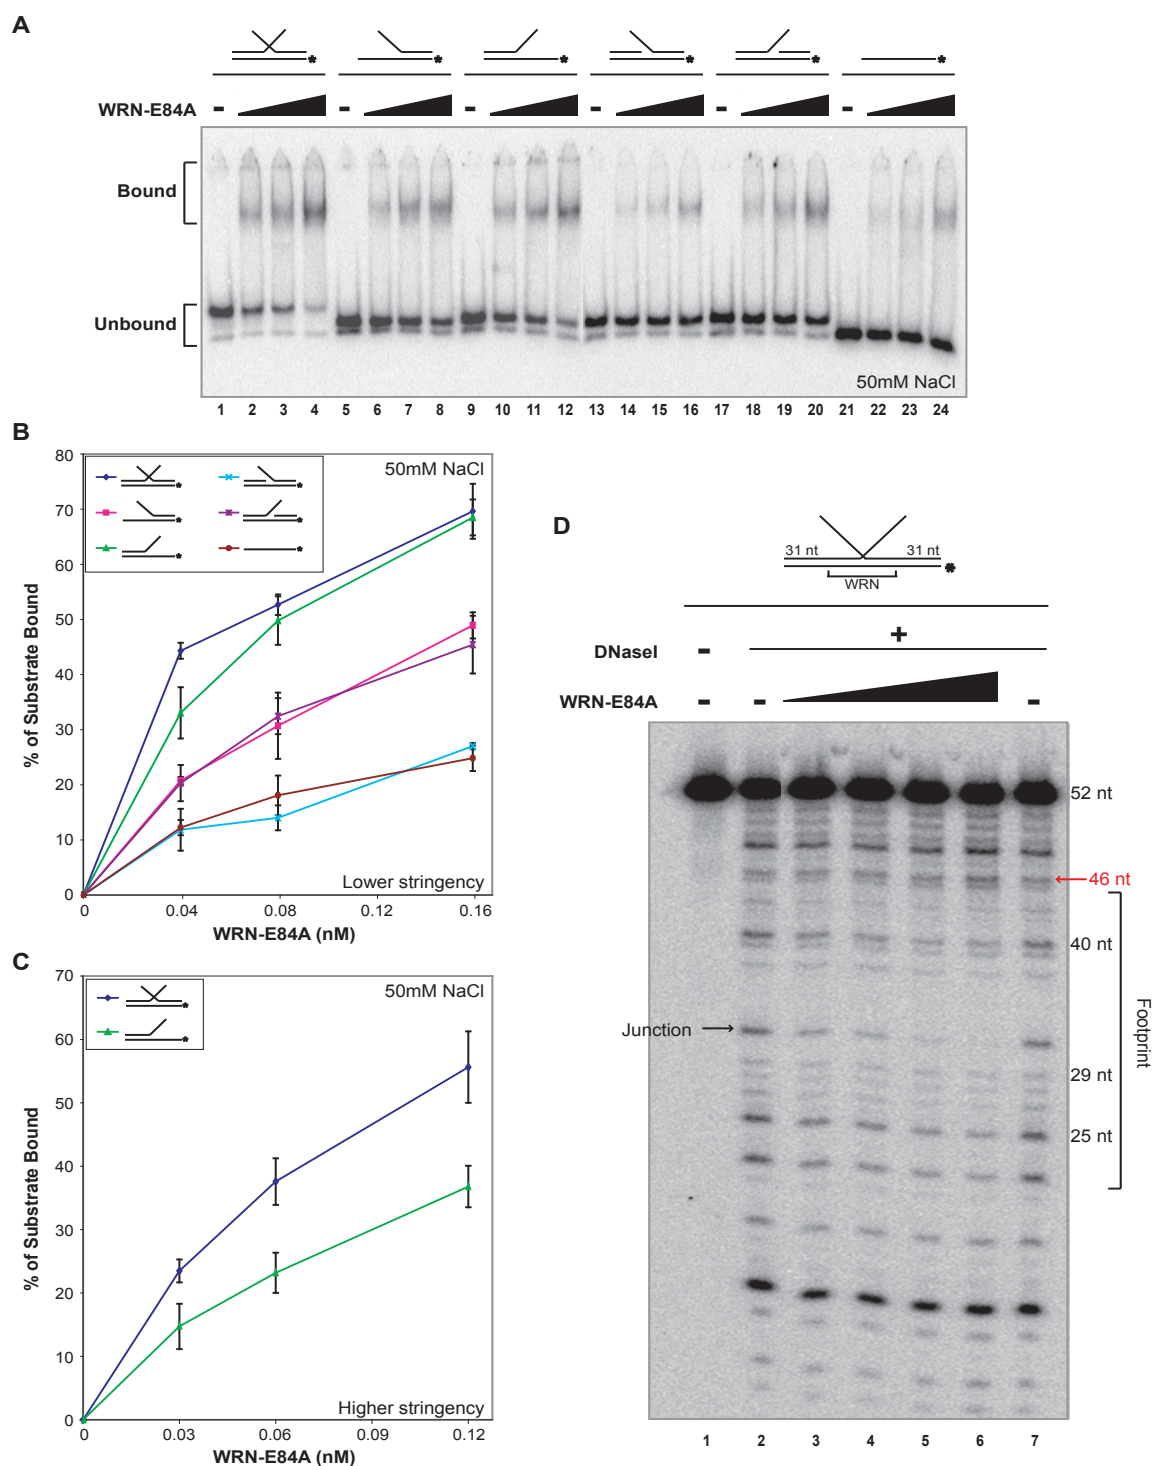 A
WRN-E84A
- - - - - -
Bound
Unbound
50mM NaCl
1 2 3 4 5 6 7 8 9 10 11 12 13 14 15 16 17 18 19 20 21 22 23 24
B
80
70
60
50
40
30
20
10
0
% of Substrate Bound
50mM NaCl
Lower stringency
0 0.04 0.08 0.12 0.16
WRN-E84A (nM)
C
70
60
50
40
30
20
10
0
% of Substrate Bound
50mM NaCl
Higher stringency
0 0.03 0.06 0.09 0.12
WRN-E84A (nM)
D
31 nt 31 nt
WRN
DNaseI - +
WRN-E84A - - -
52 nt
46 nt
40 nt
Junction
29 nt
25 nt
Footprint
1 2 3 4 5 6 7